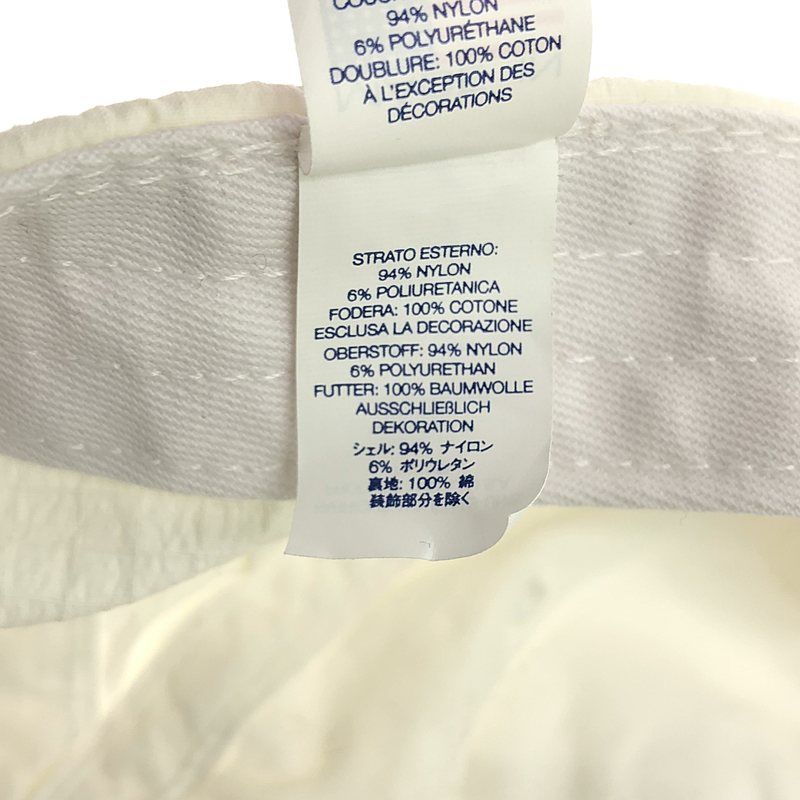 94% NYLON
6% POLYURÉTHANE
DOUBLURE: 100% COTON
À L'EXCEPTION DES
DÉCORATIONS
STRATO ESTERNO:
94% NYLON
6% POLIURETANICA
FODERA: 100% COTONE
ESCLUSA LA DECORAZIONE
OBERSTOFF: 94% NYLON
6% POLYURETHAN
FUTTER: 100% BAUMWOLLE
AUSSCHLIEßLICH
DEKORATION
シェル: 94% ナイロン
6% ポリウレタン
裏地: 100% 綿
装飾部分を除く